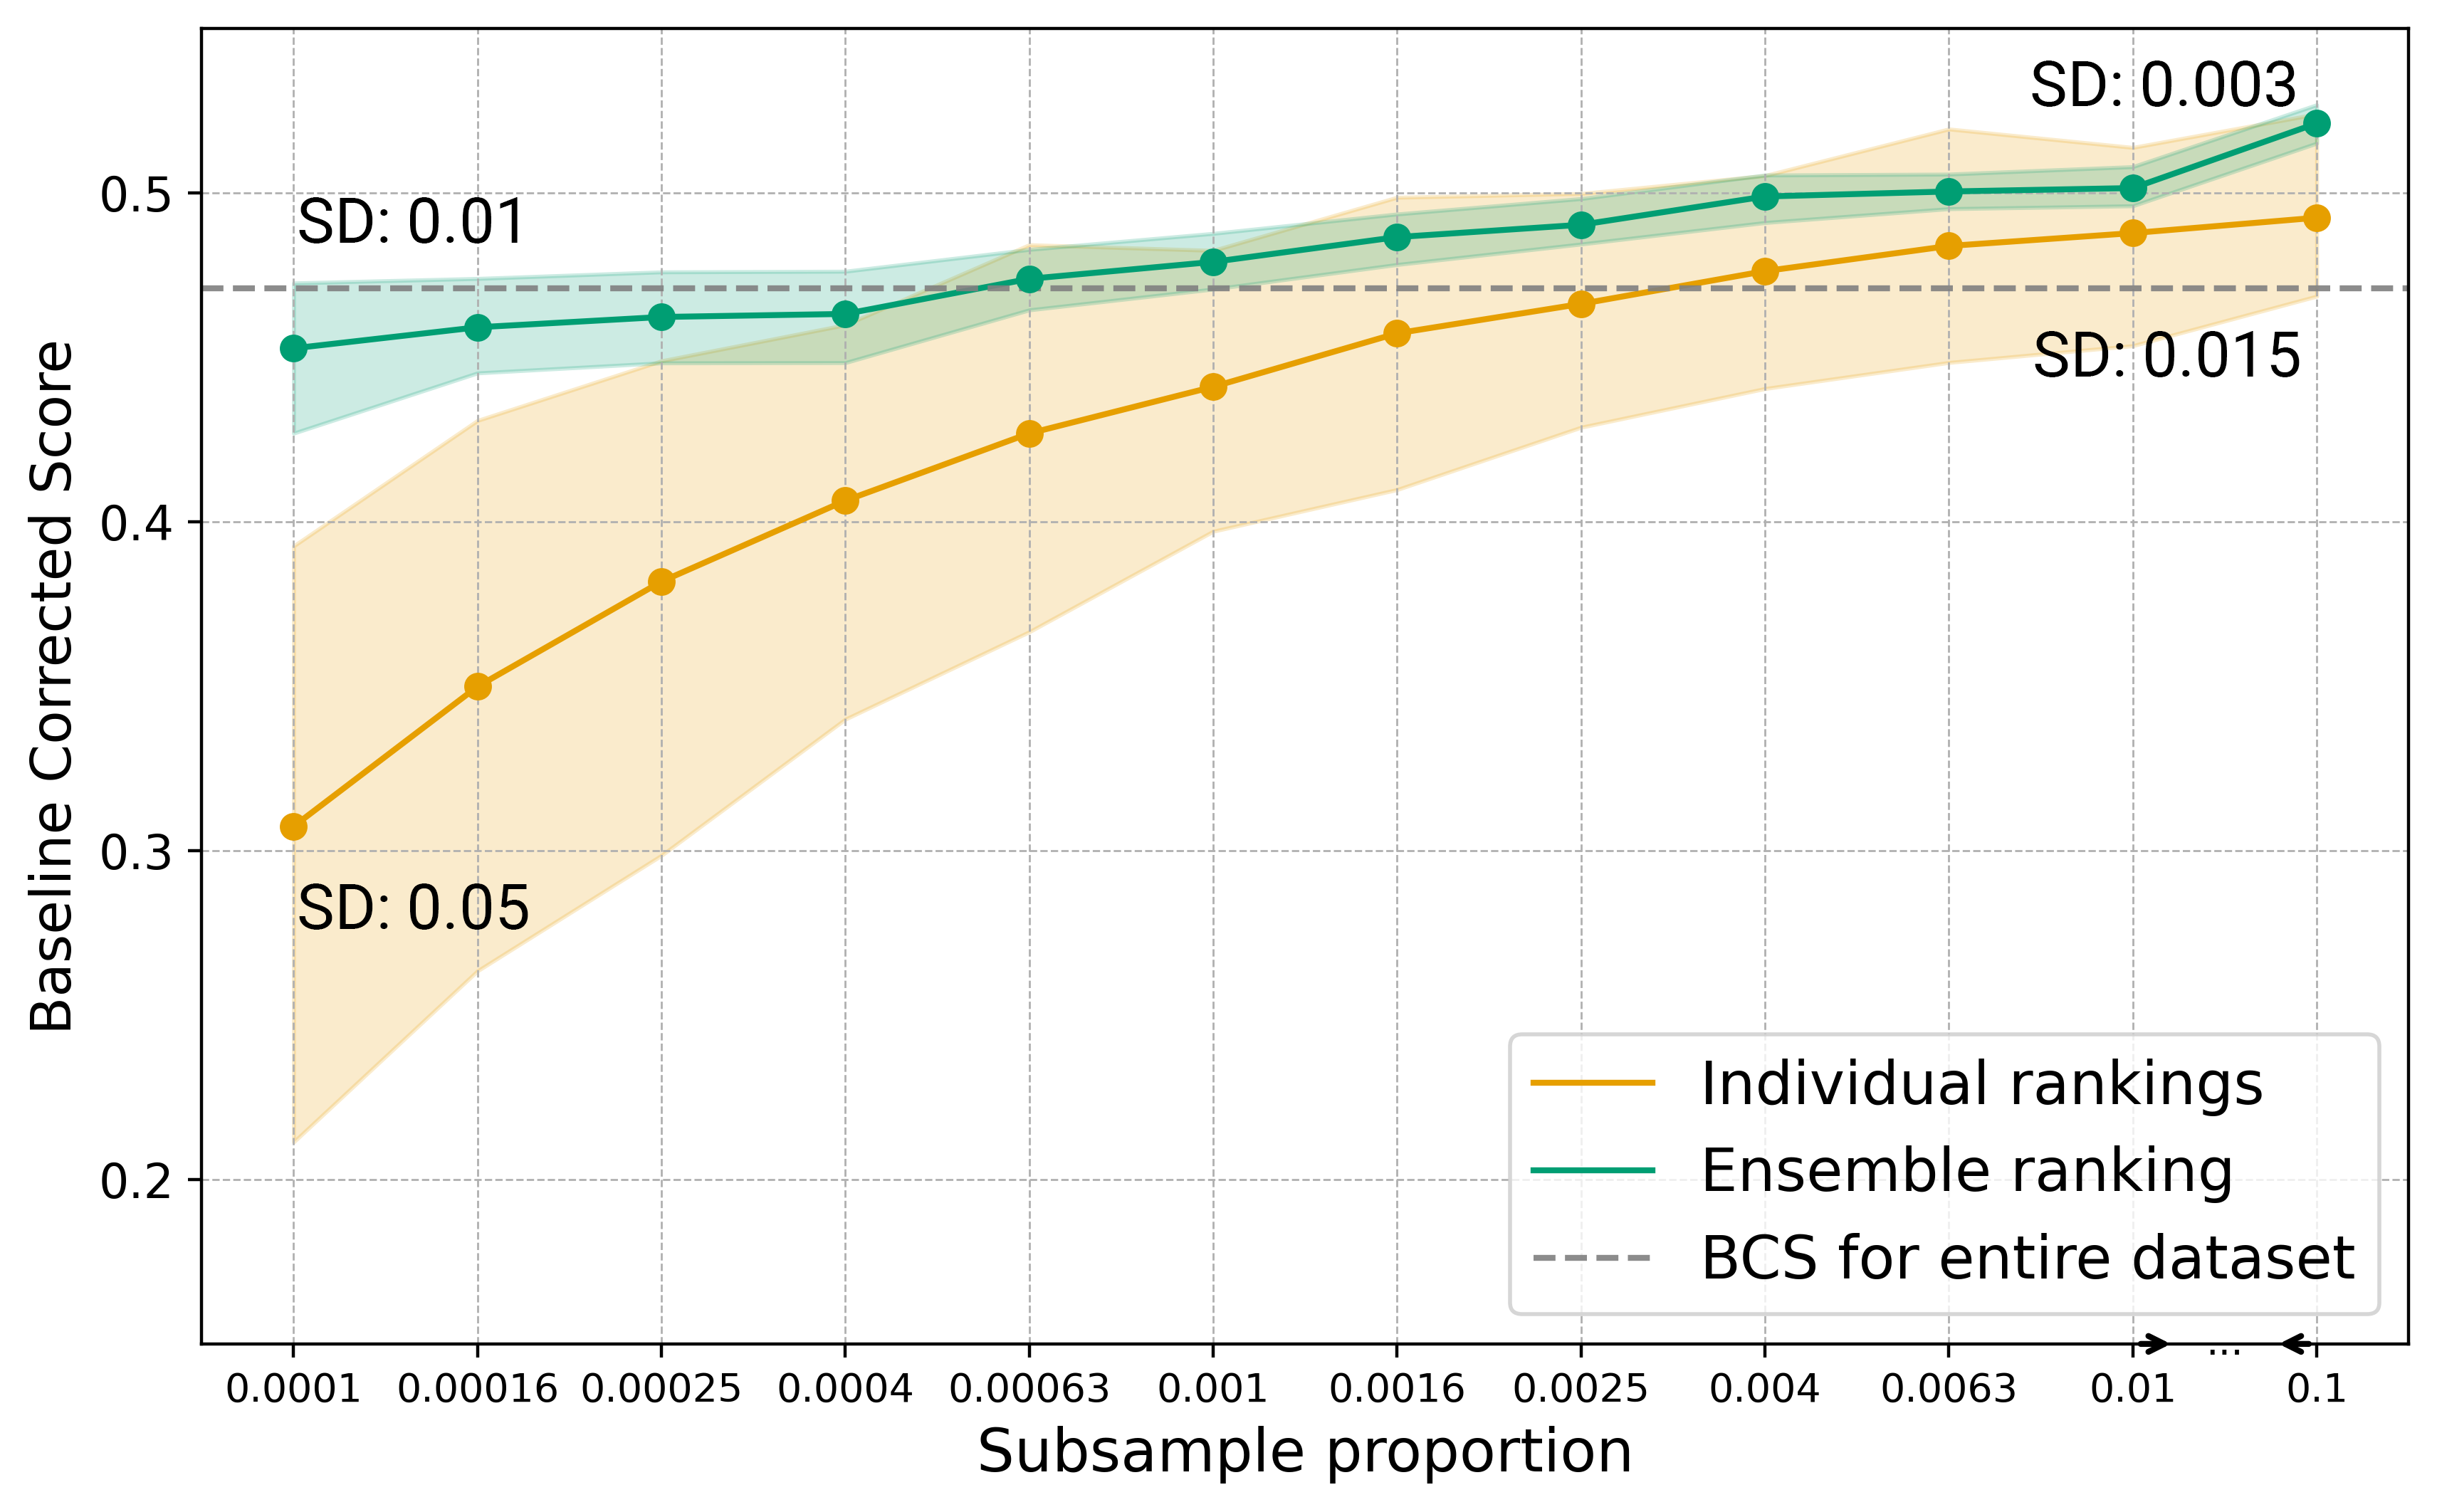 SD: 0.003
SD: 0.01
SD: 0.015
SD: 0.05
Baseline Corrected Score
0.5
0.4
0.3
0.2
Individual rankings
Ensemble ranking
BCS for entire dataset
...
0.0001 0.00016 0.00025 0.0004 0.00063 0.001 0.0016 0.0025 0.004 0.0063 0.01 0.1
Subsample proportion